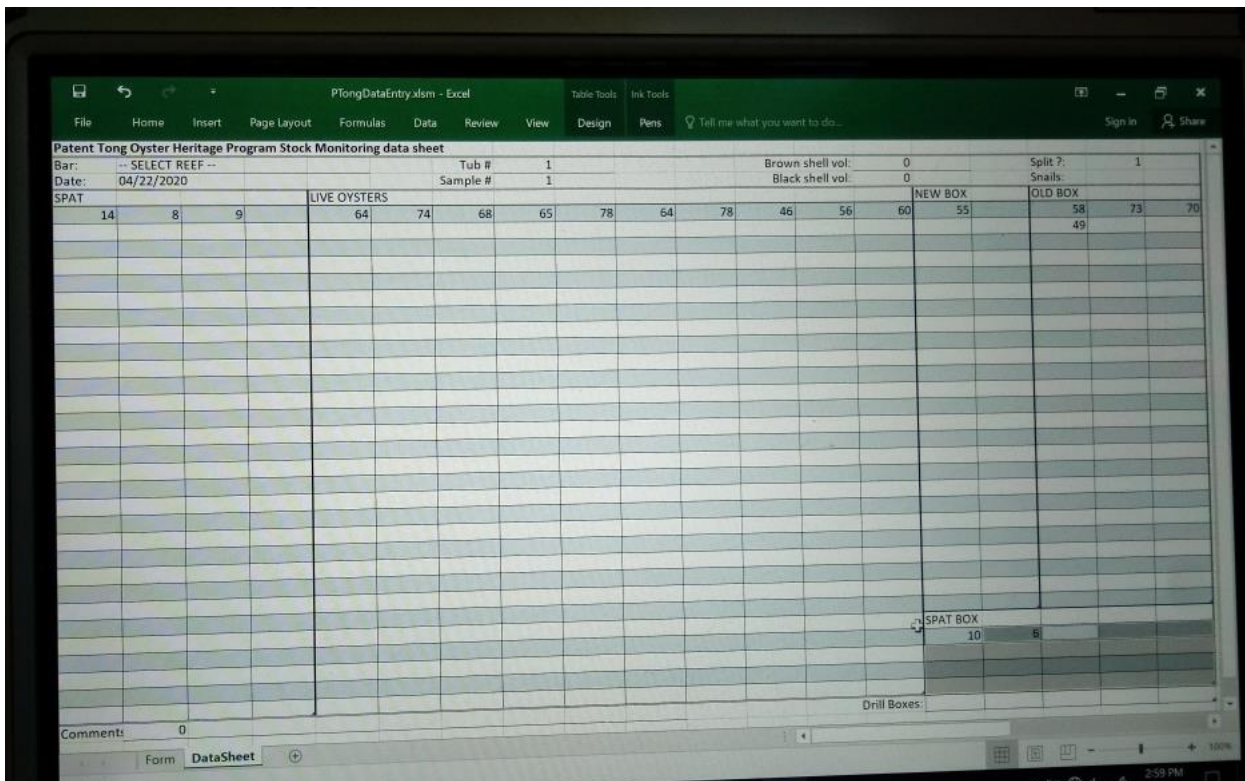 PTongDataEntry.xlsm - Excel Table Tools Ink Tools
File Home Insert Page Layout Formulas Data Review View Design Pens Tell me what you want to do... Sign in Share
Patent Tong Oyster Heritage Program Stock Monitoring data sheet
Bar: -- SELECT REEF -- Tub # 1 Brown shell vol: 0 Split ?: 1
Date: 04/22/2020 Sample # 1 Black shell vol: 0 Snails:
SPAT LIVE OYSTERS NEW BOX OLD BOX
14 8 9 64 74 68 65 78 64 78 46 56 60 55 58 73 70
49
SPAT BOX
10 6
Drill Boxes:
Comments 0
Form DataSheet
100%
2:59 PM